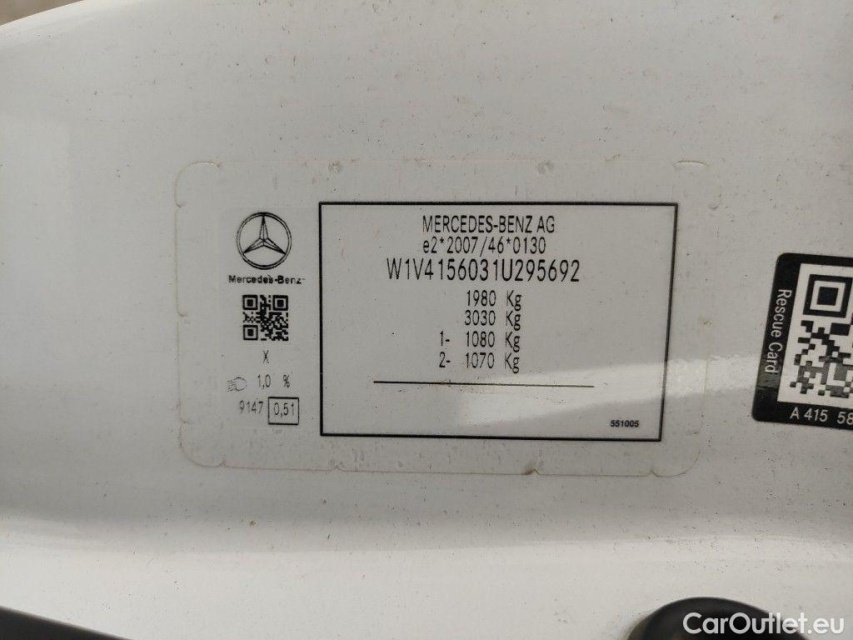 MERCEDES-BENZ AG
e2*2007/46*0130
W1V4156031U295692
1980 Kg
3030 Kg
1- 1080 Kg
2- 1070 Kg
551005
Mercedes-Benz
X
1,0 %
9147 0,51
Rescue Card
A 415 58
CarOutlet.eu